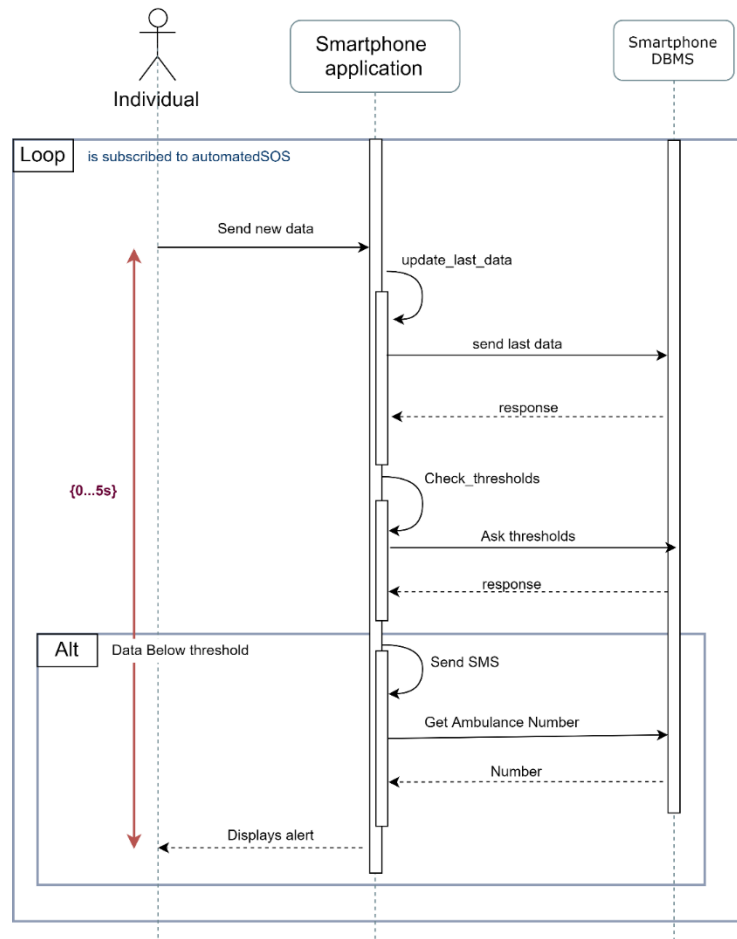 Individual
Smartphone
application
Smartphone
DBMS
Loop
is subscribed to automatedSOS
Send new data
update_last_data
send last data
response
{0...5s}
Check_thresholds
Ask thresholds
response
Alt
Data Below threshold
Send SMS
Get Ambulance Number
Number
Displays alert